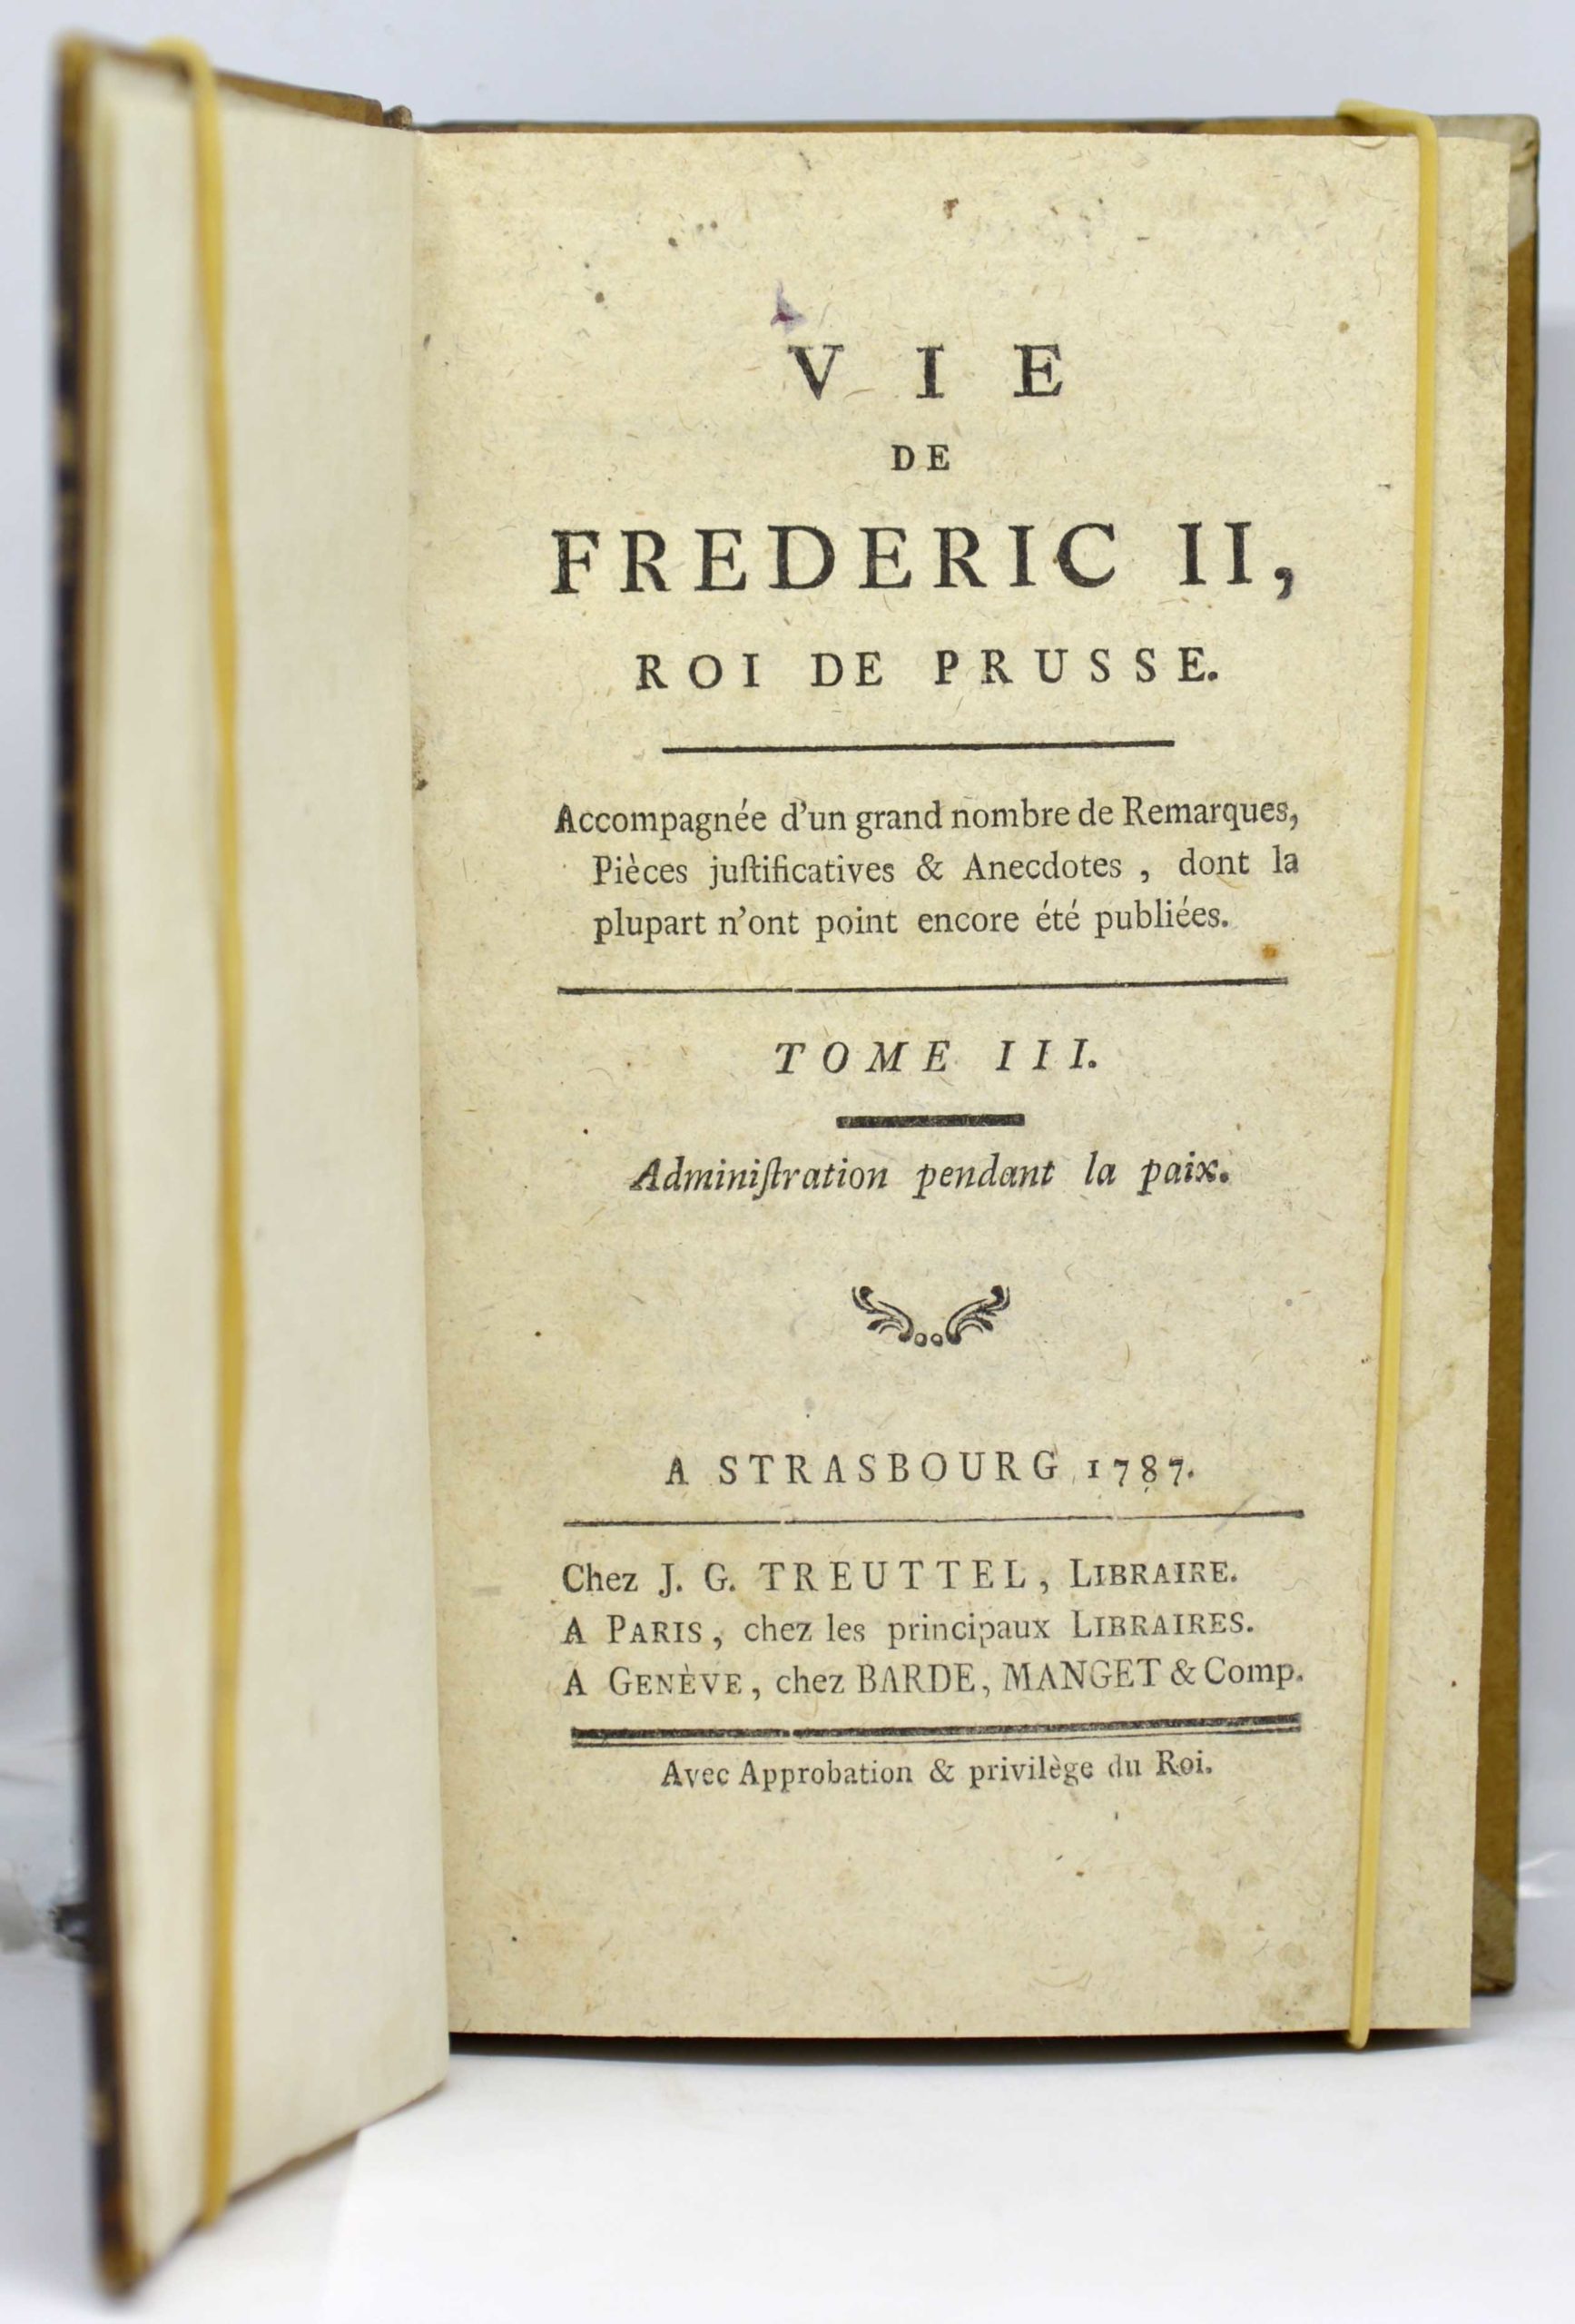 VIE
DE
FREDERIC II,
ROI DE PRUSSE.
Accompagnée d'un grand nombre de Remarques,
Pièces juſtificatives & Anecdotes , dont la
plupart n'ont point encore été publiées.
TOME III.
Adminiſtration pendant la paix.
A STRASBOURG 1787.
Chez J. G. TREUTTEL, LIBRAIRE.
A PARIS, chez les principaux LIBRAIRES.
A GENÈVE, chez BARDE, MANGET & Comp.
Avec Approbation & privilège du Roi.